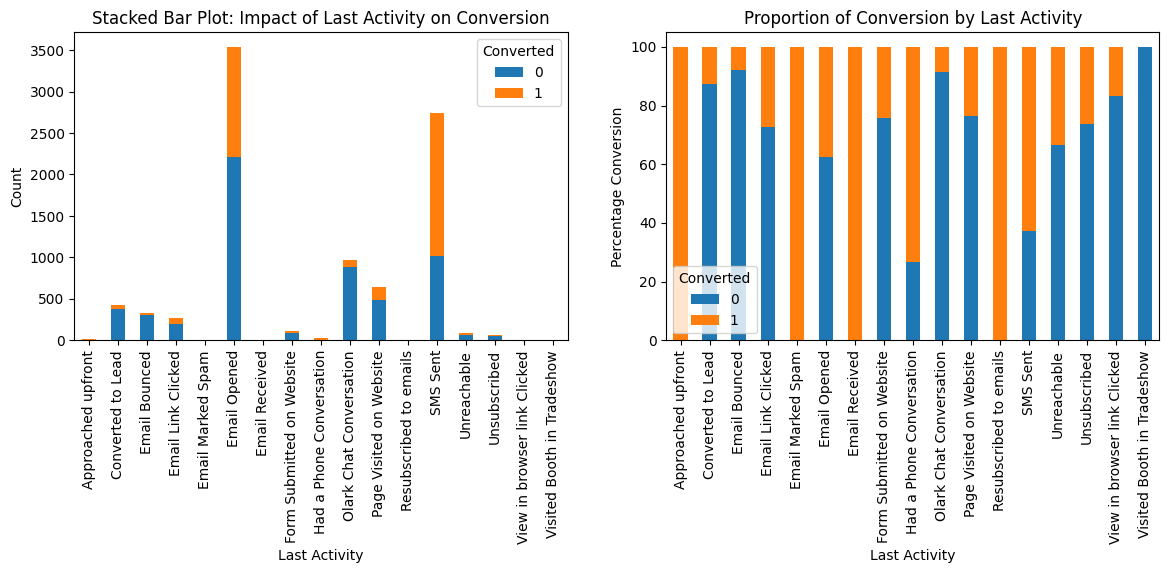 Stacked Bar Plot: Impact of Last Activity on Conversion
Count
3500
3000
2500
2000
1500
1000
500
0
Converted
0
1
Approached upfront
Converted to Lead
Email Bounced
Email Link Clicked
Email Marked Spam
Email Opened
Email Received
Form Submitted on Website
Had a Phone Conversation
Olark Chat Conversation
Page Visited on Website
Resubscribed to emails
SMS Sent
Unreachable
Unsubscribed
View in browser link Clicked
Visited Booth in Tradeshow
Last Activity
Proportion of Conversion by Last Activity
Percentage Conversion
100
80
60
40
20
0
Converted
0
1
Approached upfront
Converted to Lead
Email Bounced
Email Link Clicked
Email Marked Spam
Email Opened
Email Received
Form Submitted on Website
Had a Phone Conversation
Olark Chat Conversation
Page Visited on Website
Resubscribed to emails
SMS Sent
Unreachable
Unsubscribed
View in browser link Clicked
Visited Booth in Tradeshow
Last Activity